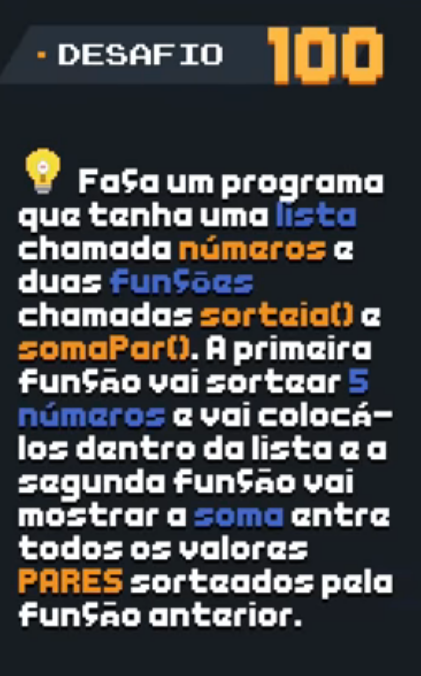 DESAFIO 100
Faça um programa
que tenha uma lista
chamada números e
duas funções
chamadas sorteia() e
somaPar(). A primeira
função vai sortear 5
números e vai colocá-
los dentro da lista e a
segunda função vai
mostrar a soma entre
todos os valores
PARES sorteados pela
função anterior.